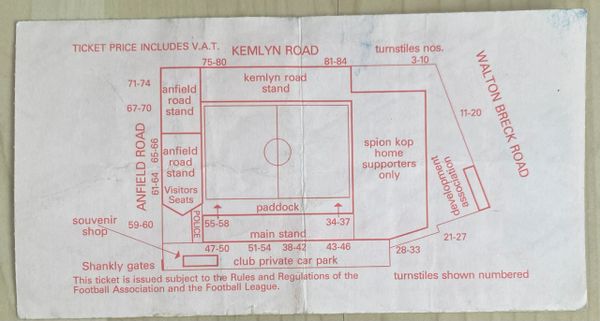 TICKET PRICE INCLUDES V.A.T.
KEMLYN ROAD
turnstiles nos.
75-80
81-84
3-10
WALTON BRECK ROAD
71-74
anfield
road
stand
kemlyn road
stand
67-70
11-20
ANFIELD ROAD
65-66
61-64
anfield
road
stand
Visitors
Seats
spion kop
home
supporters
only
development
association
paddock
59-60
POLICE
55-58
34-37
souvenir
shop
main stand
21-27
47-50
51-54
38-42
43-46
28-33
Shankly gates
club private car park
This ticket is issued subject to the Rules and Regulations of the
Football Association and the Football League.
turnstiles shown numbered